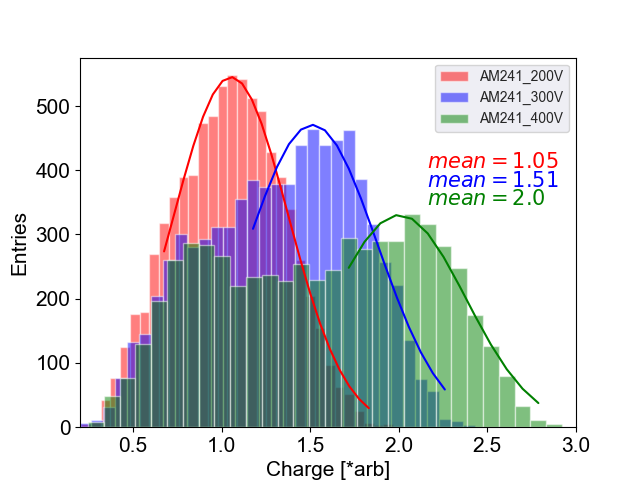 AM241_200V
AM241_300V
AM241_400V
mean = 1.05
mean = 1.51
mean = 2.0
Entries
500
400
300
200
100
0
0.5 1.0 1.5 2.0 2.5 3.0
Charge [*arb]